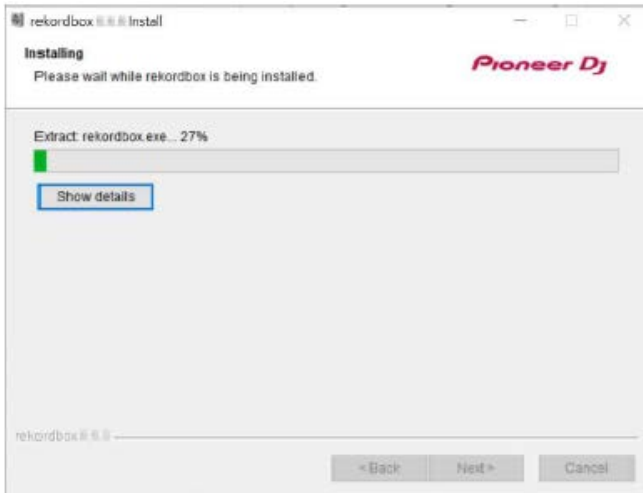 rekordbox Install
Installing
Please wait while rekordbox is being installed.
Pioneer Dj
Extract: rekordbox.exe... 27%
Show details
rekordbox
< Back
Next >
Cancel